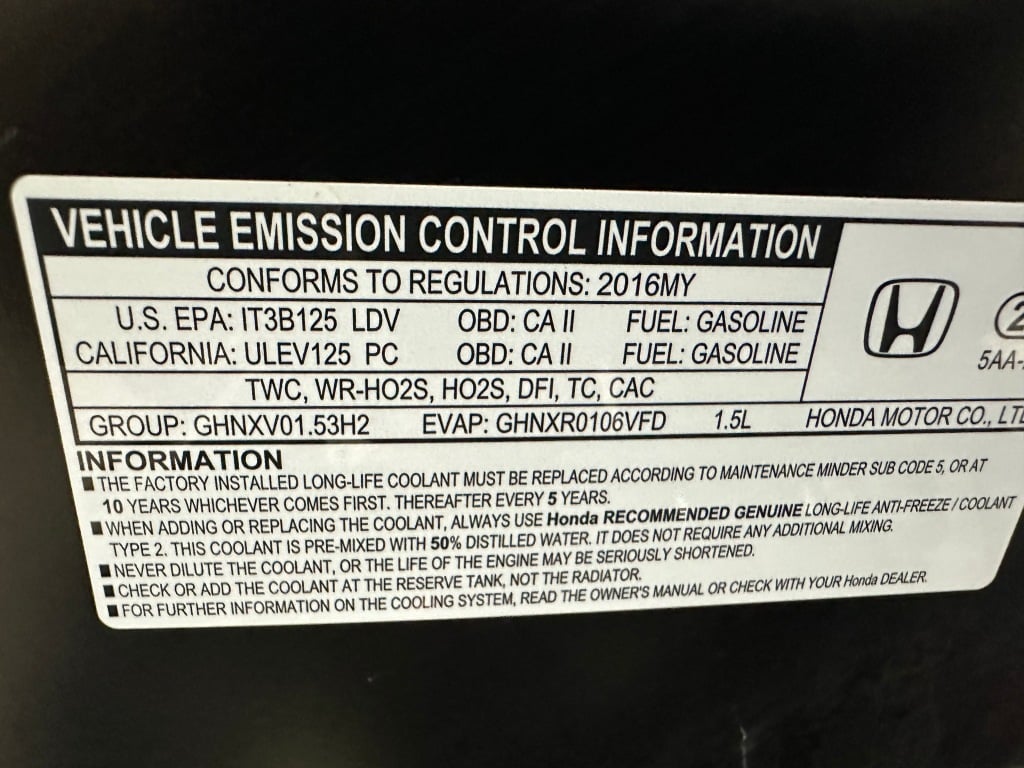 VEHICLE EMISSION CONTROL INFORMATION
CONFORMS TO REGULATIONS: 2016MY
U.S. EPA: IT3B125 LDV OBD: CA II FUEL: GASOLINE
CALIFORNIA: ULEV125 PC OBD: CA II FUEL: GASOLINE
TWC, WR-HO2S, HO2S, DFI, TC, CAC
GROUP: GHNXV01.53H2 EVAP: GHNXR0106VFD 1.5L HONDA MOTOR CO., LTD
2
5AA-
INFORMATION
■ THE FACTORY INSTALLED LONG-LIFE COOLANT MUST BE REPLACED ACCORDING TO MAINTENANCE MINDER SUB CODE 5, OR AT
10 YEARS WHICHEVER COMES FIRST. THEREAFTER EVERY 5 YEARS.
■ WHEN ADDING OR REPLACING THE COOLANT, ALWAYS USE Honda RECOMMENDED GENUINE LONG-LIFE ANTI-FREEZE / COOLANT
TYPE 2. THIS COOLANT IS PRE-MIXED WITH 50% DISTILLED WATER. IT DOES NOT REQUIRE ANY ADDITIONAL MIXING.
■ NEVER DILUTE THE COOLANT, OR THE LIFE OF THE ENGINE MAY BE SERIOUSLY SHORTENED.
■ CHECK OR ADD THE COOLANT AT THE RESERVE TANK, NOT THE RADIATOR.
■ FOR FURTHER INFORMATION ON THE COOLING SYSTEM, READ THE OWNER'S MANUAL OR CHECK WITH YOUR Honda DEALER.